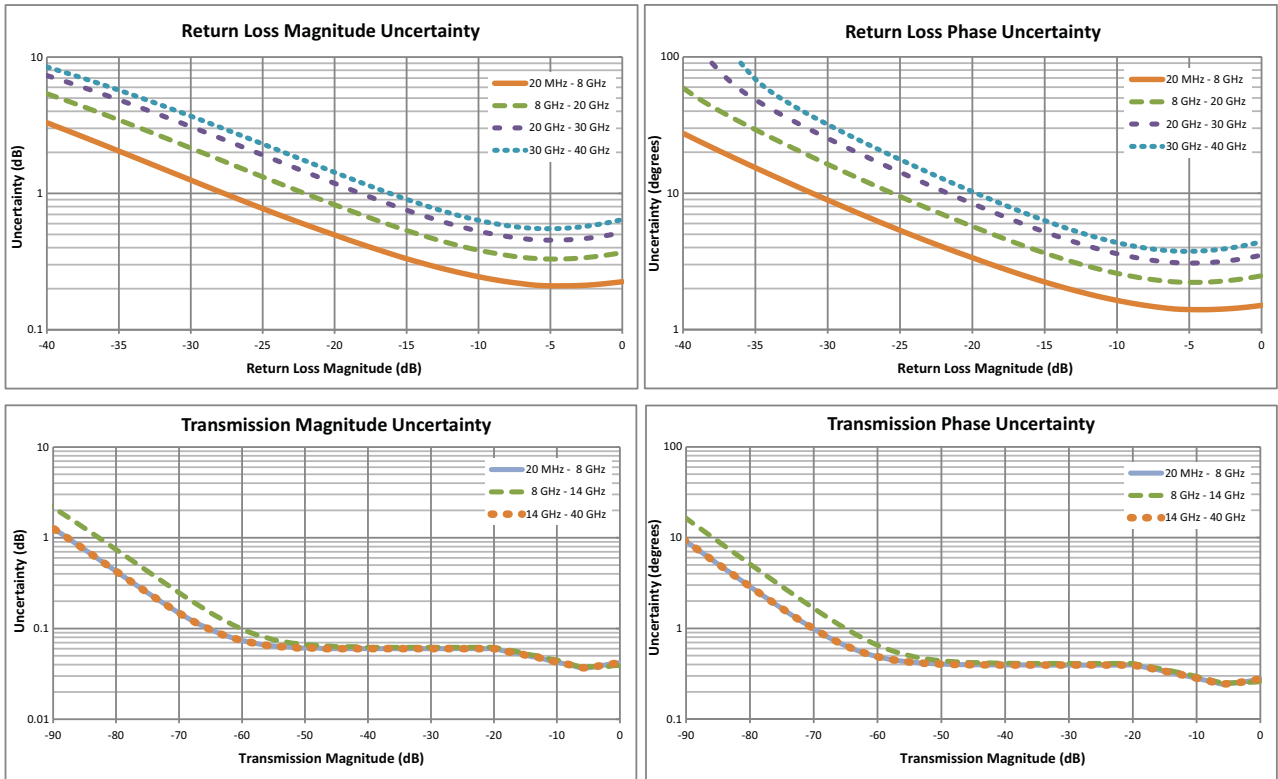 Return Loss Magnitude Uncertainty
Uncertainty (dB)
10
1
0.1
20 MHz - 8 GHz
8 GHz - 20 GHz
20 GHz - 30 GHz
30 GHz - 40 GHz
-40 -35 -30 -25 -20 -15 -10 -5 0
Return Loss Magnitude (dB)
Return Loss Phase Uncertainty
Uncertainty (degrees)
100
10
1
20 MHz - 8 GHz
8 GHz - 20 GHz
20 GHz - 30 GHz
30 GHz - 40 GHz
-40 -35 -30 -25 -20 -15 -10 -5 0
Return Loss Magnitude (dB)
Transmission Magnitude Uncertainty
Uncertainty (dB)
10
1
0.1
0.01
20 MHz - 8 GHz
8 GHz - 14 GHz
14 GHz - 40 GHz
-90 -80 -70 -60 -50 -40 -30 -20 -10 0
Transmission Magnitude (dB)
Transmission Phase Uncertainty
Uncertainty (degrees)
100
10
1
0.1
20 MHz - 8 GHz
8 GHz - 14 GHz
14 GHz - 40 GHz
-90 -80 -70 -60 -50 -40 -30 -20 -10 0
Transmission Magnitude (dB)